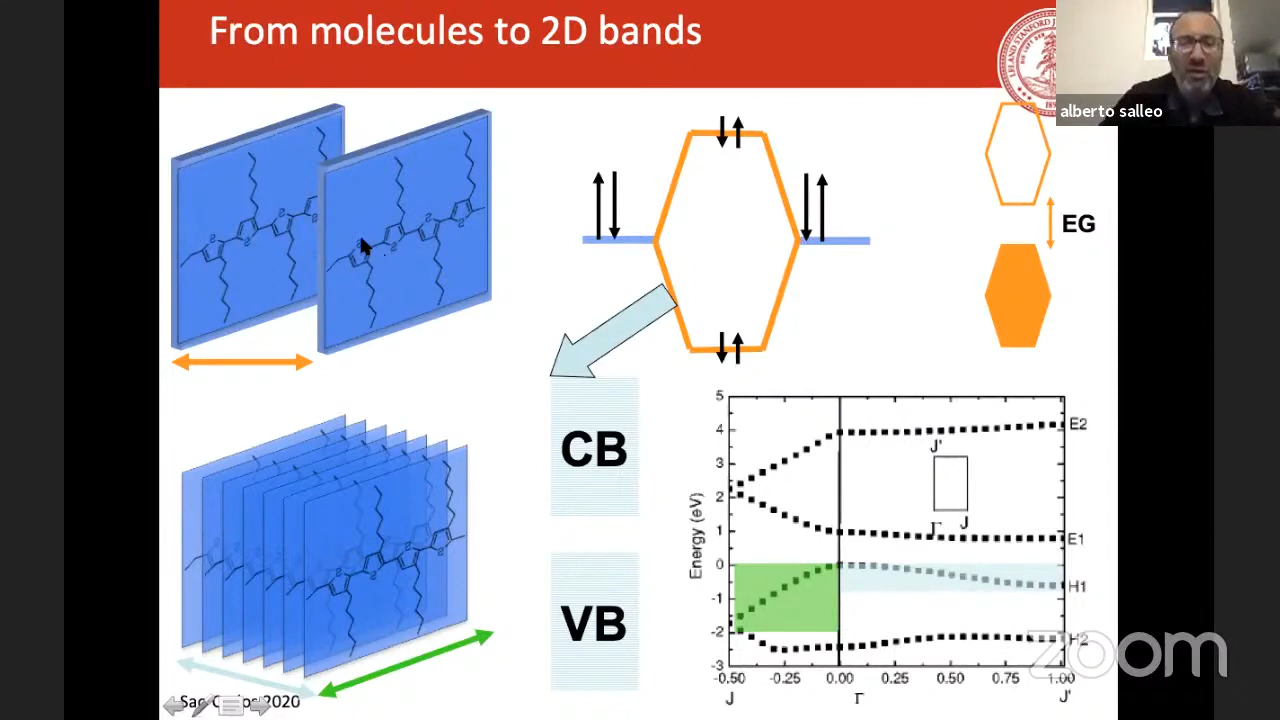 From molecules to 2D bands
alberto salleo
EG
CB
VB
Energy (eV)
5
4
3
2
1
0
-1
-2
-3
-0.50
-0.25
0.00
0.25
0.50
0.75
1.00
J
Γ
J'
E2
E1
H1
H2
J'
Γ
J
S
zoom
2020